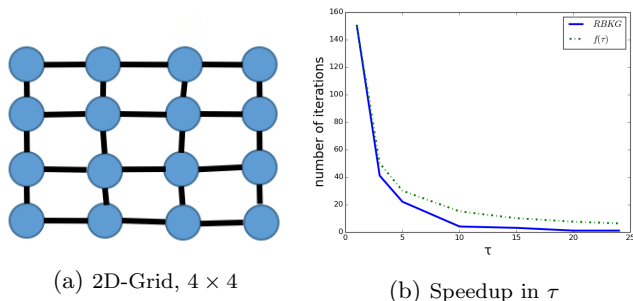 160
140
120
100
80
60
40
20
0
number of iterations
RBKG
f(τ)
0 5 10 15 20 25
τ
(a) 2D-Grid, 4 × 4
(b) Speedup in τ